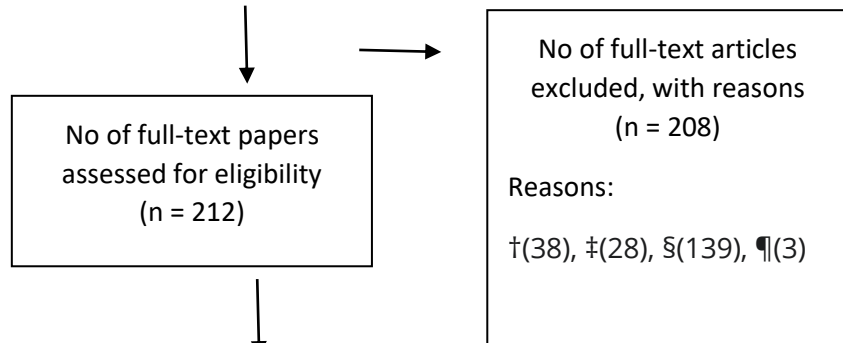 No of full-text articles
excluded, with reasons
(n = 208)
Reasons:
†(38), ‡(28), §(139), ¶(3)
No of full-text papers
assessed for eligibility
(n = 212)